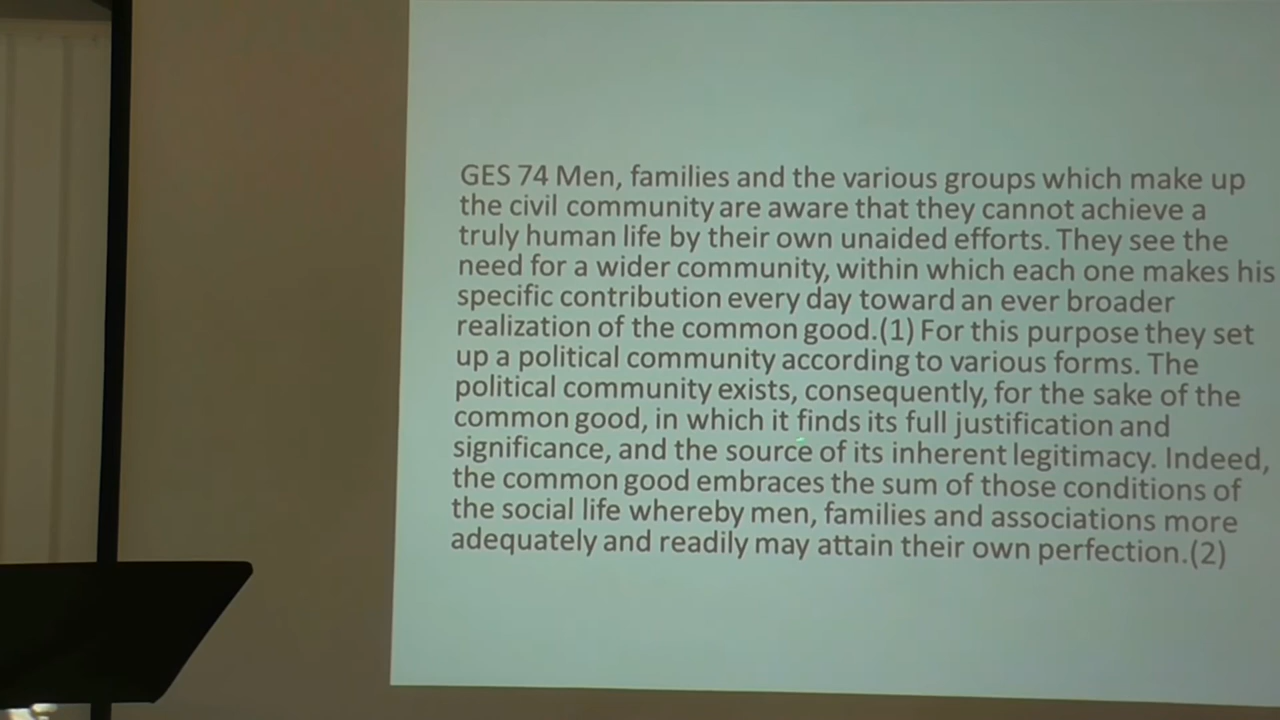 GES 74 Men, families and the various groups which make up
the civil community are aware that they cannot achieve a
truly human life by their own unaided efforts. They see the
need for a wider community, within which each one makes his
specific contribution every day toward an ever broader
realization of the common good.(1) For this purpose they set
up a political community according to various forms. The
political community exists, consequently, for the sake of the
common good, in which it finds its full justification and
significance, and the source of its inherent legitimacy. Indeed,
the common good embraces the sum of those conditions of
the social life whereby men, families and associations more
adequately and readily may attain their own perfection.(2)